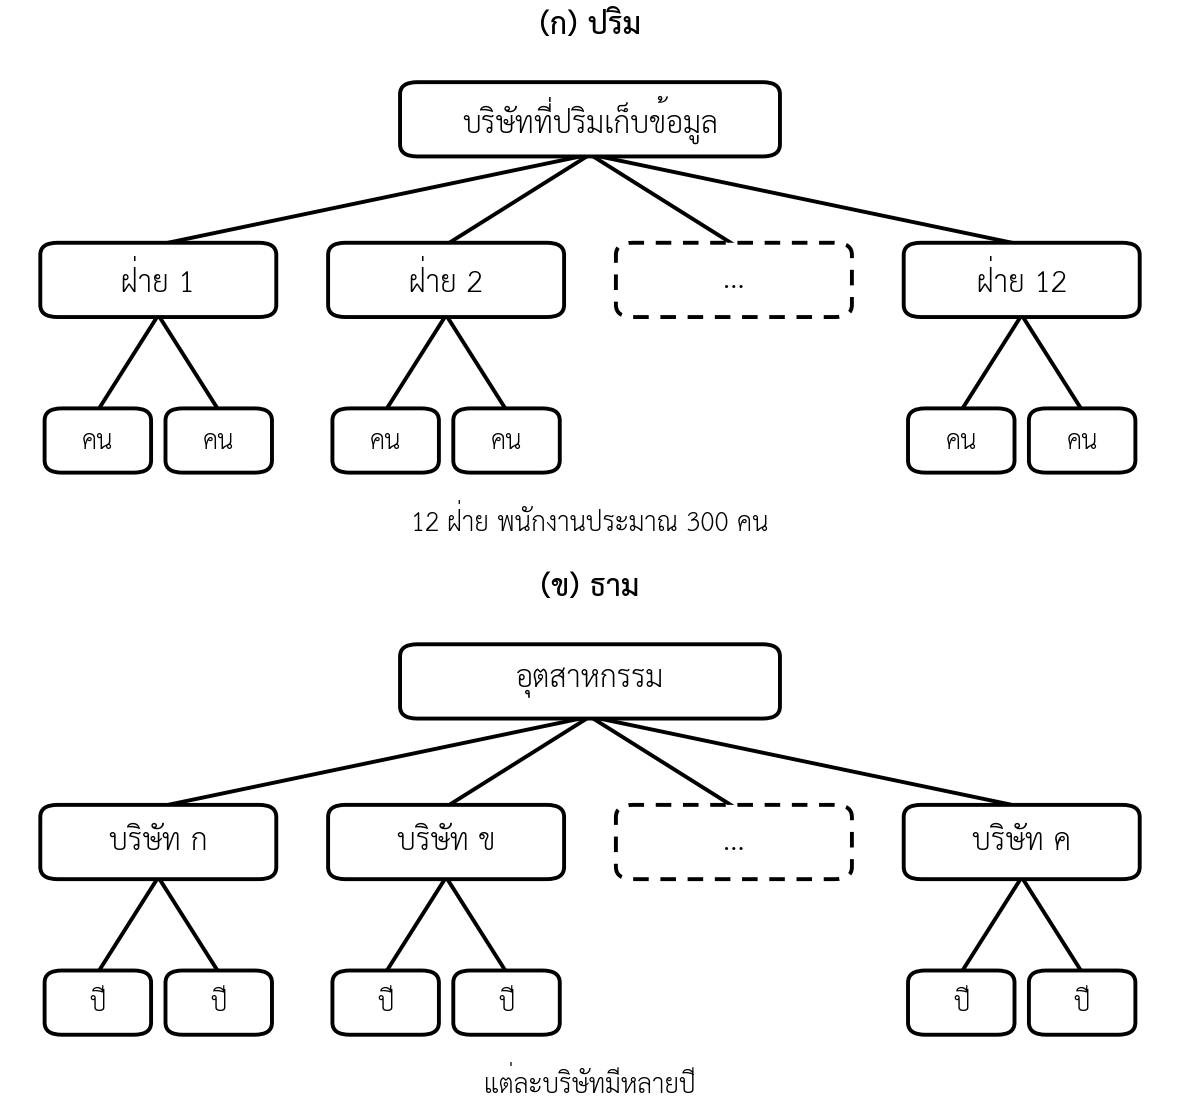 (ก) ปริม
บริษัทที่ปริมเก็บข้อมูล
ฝ่าย 1 ฝ่าย 2 ... ฝ่าย 12
คน คน คน คน คน คน
12 ฝ่าย พนักงานประมาณ 300 คน
(ข) ธาม
อุตสาหกรรม
บริษัท ก บริษัท ข ... บริษัท ค
ปี ปี ปี ปี ปี ปี
แต่ละบริษัทมีหลายปี